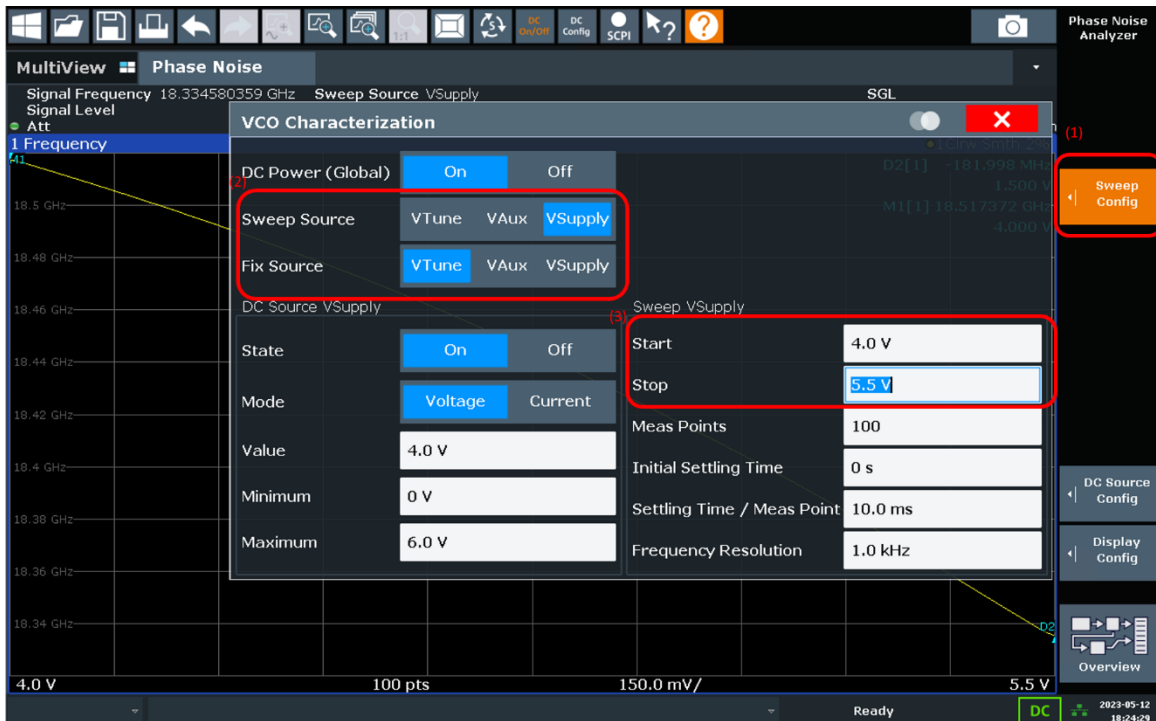 1:1
DC On/Off
DC Config
SCPI
Phase Noise Analyzer
MultiView
Phase Noise
Signal Frequency 18.334580359 GHz Sweep Source VSupply SGL
Signal Level
Att
1 Frequency
M1
D2[1] -181.998 MHz
1.500 V
M1[1] 18.517372 GHz
4.000 V
(1)
Sweep Config
VCO Characterization
DC Power (Global) On Off
(2)
Sweep Source VTune VAux VSupply
Fix Source VTune VAux VSupply
DC Source VSupply
State On Off
Mode Voltage Current
Value 4.0 V
Minimum 0 V
Maximum 6.0 V
(3)
Sweep VSupply
Start 4.0 V
Stop 5.5 V
Meas Points 100
Initial Settling Time 0 s
Settling Time / Meas Point 10.0 ms
Frequency Resolution 1.0 kHz
18.5 GHz
18.48 GHz
18.46 GHz
18.44 GHz
18.42 GHz
18.4 GHz
18.38 GHz
18.36 GHz
18.34 GHz
D2
4.0 V 100 pts 150.0 mV/ 5.5 V
DC Source Config
Display Config
Overview
Ready
DC
2023-05-12
18:24:29